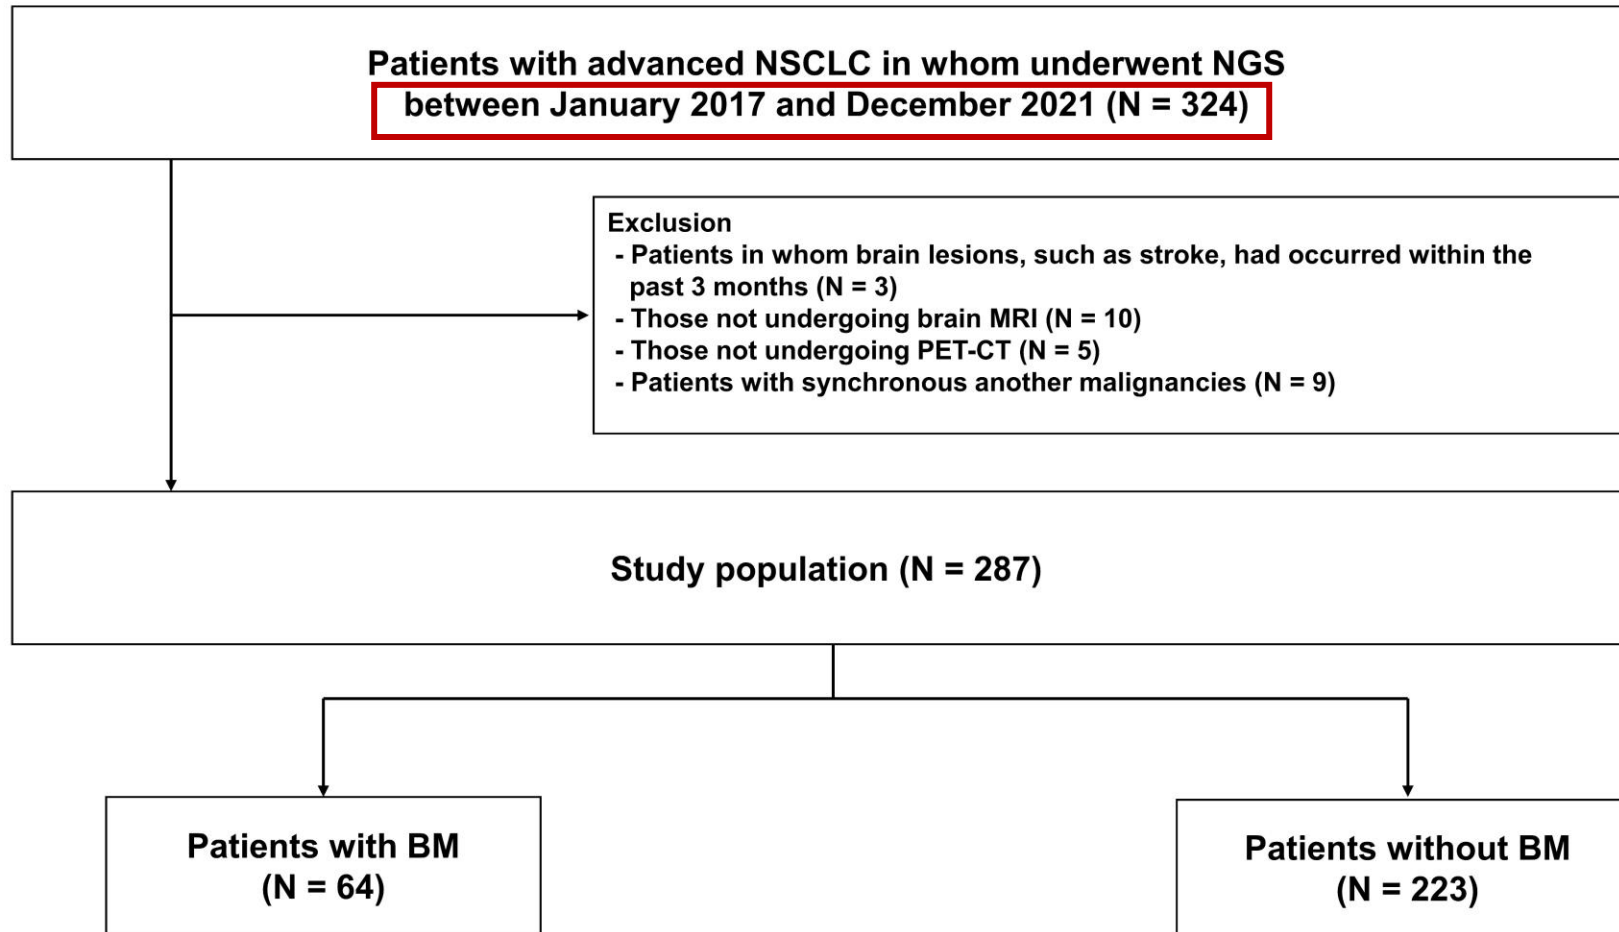 Patients with advanced NSCLC in whom underwent NGS
between January 2017 and December 2021 (N = 324)
Exclusion
- Patients in whom brain lesions, such as stroke, had occurred within the
past 3 months (N = 3)
- Those not undergoing brain MRI (N = 10)
- Those not undergoing PET-CT (N = 5)
- Patients with synchronous another malignancies (N = 9)
Study population (N = 287)
Patients with BM
(N = 64)
Patients without BM
(N = 223)